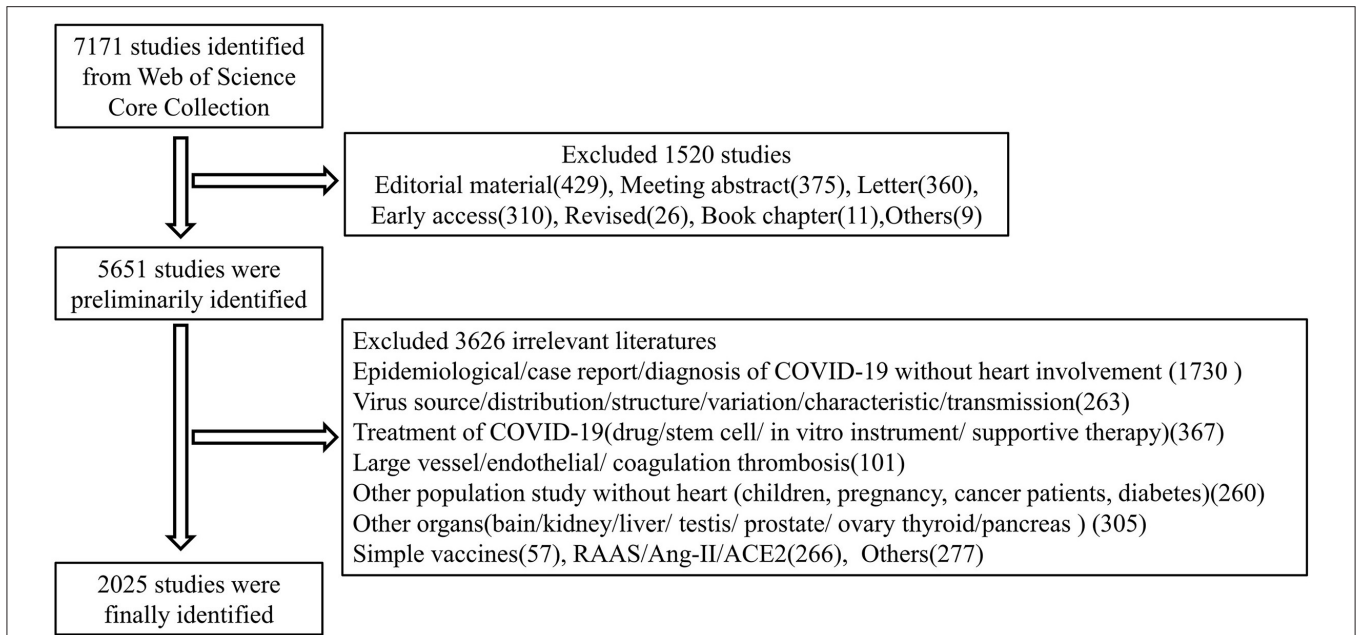 7171 studies identified
from Web of Science
Core Collection
Excluded 1520 studies
Editorial material(429), Meeting abstract(375), Letter(360),
Early access(310), Revised(26), Book chapter(11),Others(9)
5651 studies were
preliminarily identified
Excluded 3626 irrelevant literatures
Epidemiological/case report/diagnosis of COVID-19 without heart involvement (1730 )
Virus source/distribution/structure/variation/characteristic/transmission(263)
Treatment of COVID-19(drug/stem cell/ in vitro instrument/ supportive therapy)(367)
Large vessel/endothelial/ coagulation thrombosis(101)
Other population study without heart (children, pregnancy, cancer patients, diabetes)(260)
Other organs(bain/kidney/liver/ testis/ prostate/ ovary thyroid/pancreas ) (305)
Simple vaccines(57), RAAS/Ang-II/ACE2(266),  Others(277)
2025 studies were
finally identified